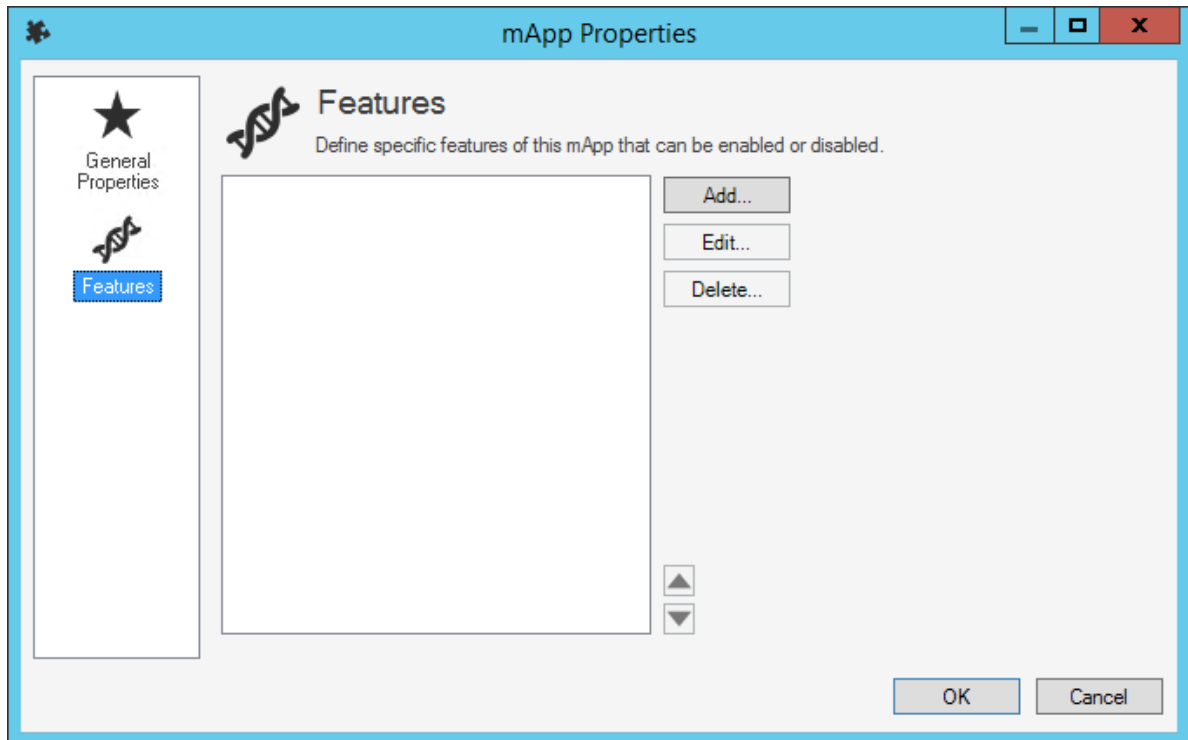 mApp Properties
General
Properties
Features
Features
Define specific features of this mApp that can be enabled or disabled.
Add...
Edit...
Delete...
OK
Cancel